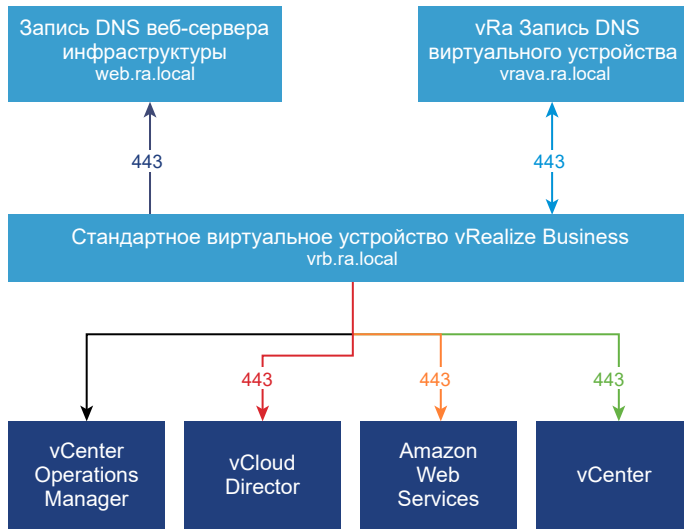 Запись DNS веб-сервера
инфраструктуры
web.ra.local
vRa Запись DNS
виртуального устройства
vrava.ra.local
443
443
Стандартное виртуальное устройство vRealize Business
vrb.ra.local
443
443
443
vCenter
Operations
Manager
vCloud
Director
Amazon
Web
Services
vCenter